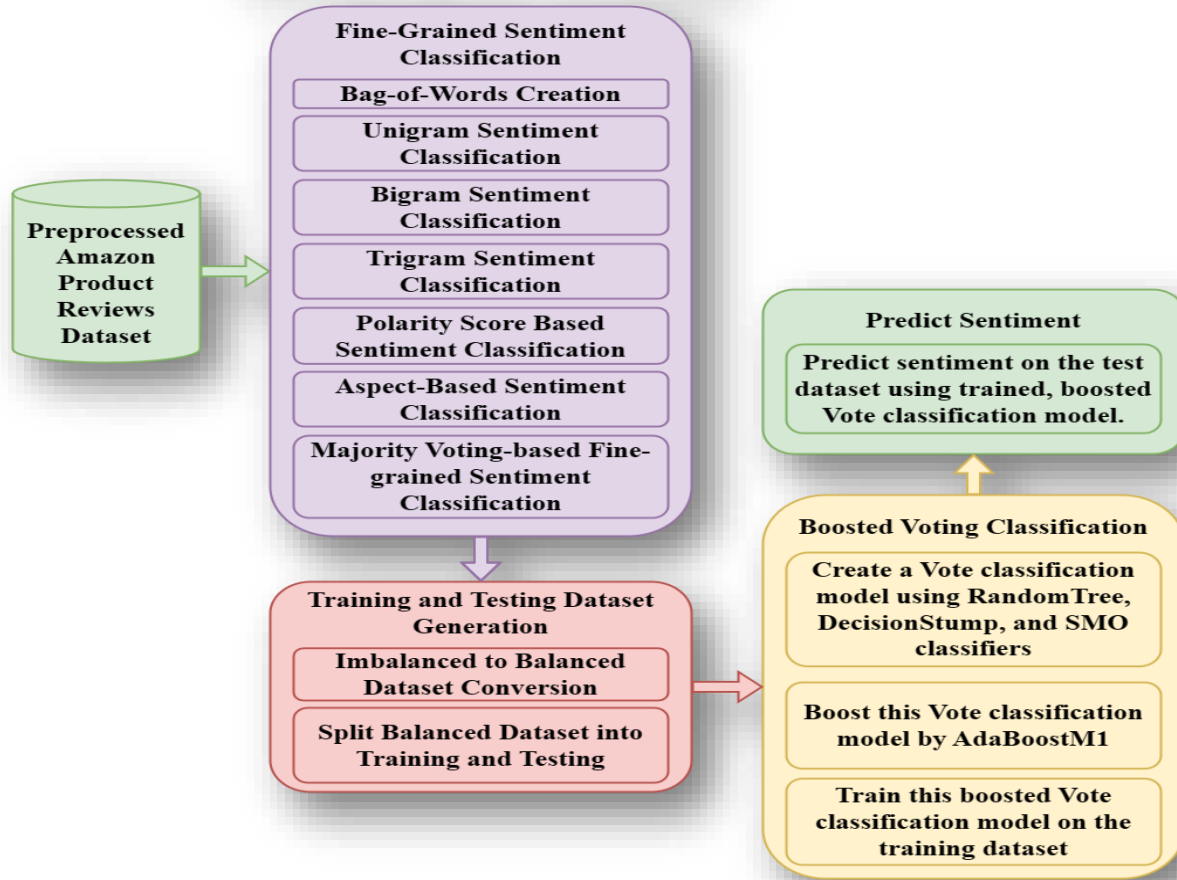 Preprocessed
Amazon
Product
Reviews
Dataset
Fine-Grained Sentiment
Classification
Bag-of-Words Creation
Unigram Sentiment
Classification
Bigram Sentiment
Classification
Trigram Sentiment
Classification
Polarity Score Based
Sentiment Classification
Aspect-Based Sentiment
Classification
Majority Voting-based Fine-
grained Sentiment
Classification
Training and Testing Dataset
Generation
Imbalanced to Balanced
Dataset Conversion
Split Balanced Dataset into
Training and Testing
Boosted Voting Classification
Create a Vote classification
model using RandomTree,
DecisionStump, and SMO
classifiers
Boost this Vote classification
model by AdaBoostM1
Train this boosted Vote
classification model on the
training dataset
Predict Sentiment
Predict sentiment on the test
dataset using trained, boosted
Vote classification model.